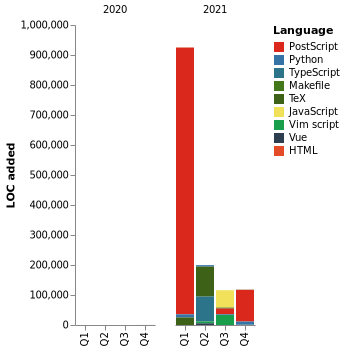 2020
2021
LOC added
1,000,000
900,000
800,000
700,000
600,000
500,000
400,000
300,000
200,000
100,000
0
Q1
Q2
Q3
Q4
Q1
Q2
Q3
Q4
Language
PostScript
Python
TypeScript
Makefile
TeX
JavaScript
Vim script
Vue
HTML